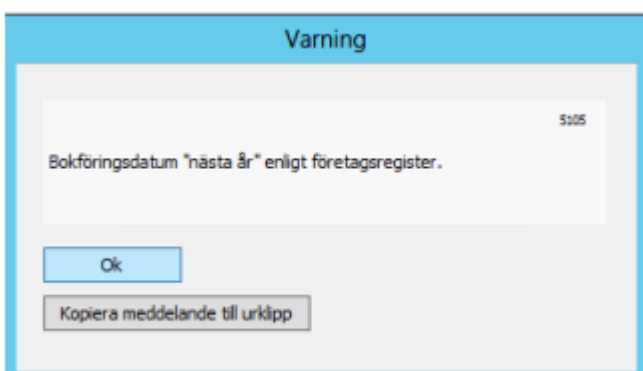 Varning
5105
Bokföringsdatum "nästa år" enligt företagsregister.
Ok
Kopiera meddelande till urklipp